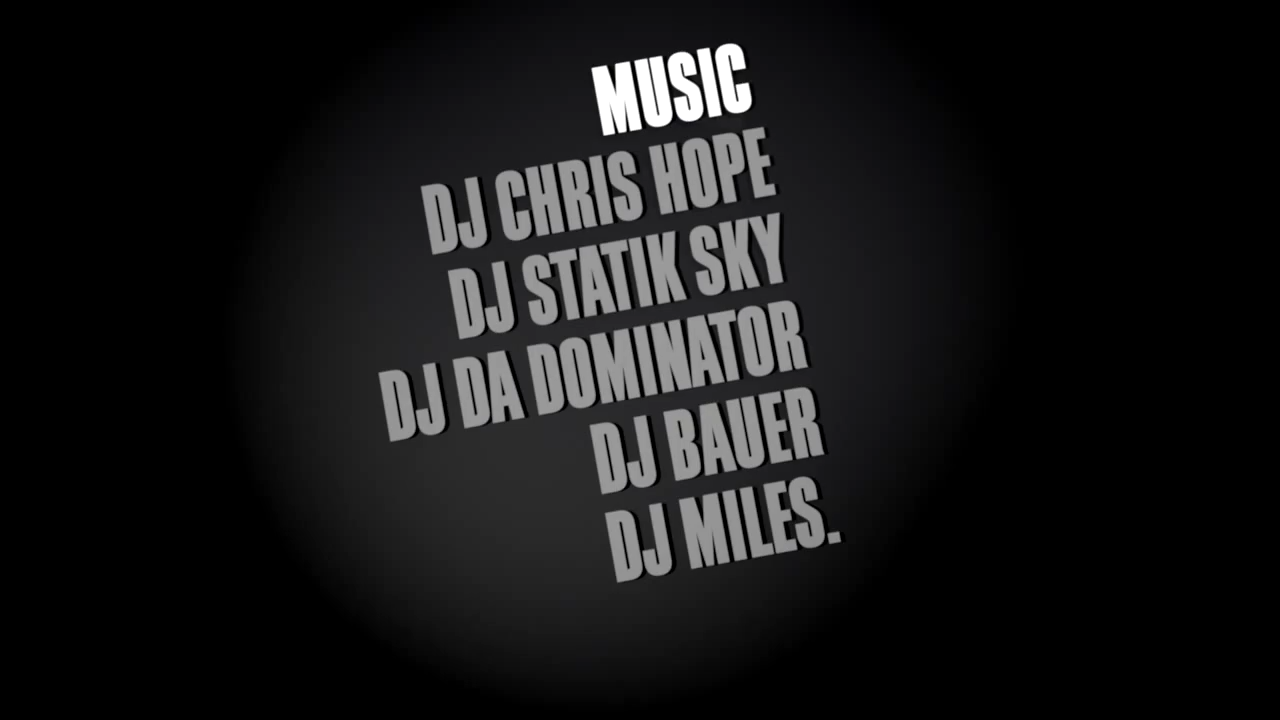 MUSIC
DJ CHRIS HOPE
DJ STATIK SKY
DJ DA DOMINATOR
DJ BAUER
DJ MILES.